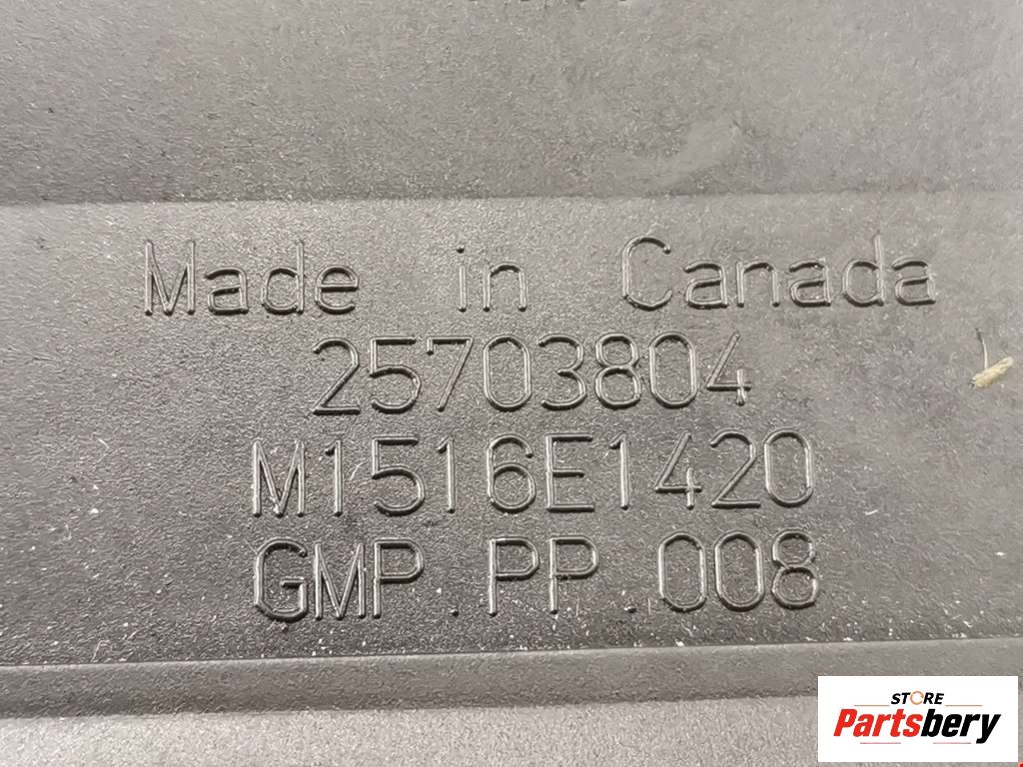 Made in Canada
25703804
M1516E1420
GMP.PP.008
STORE
Partsbery